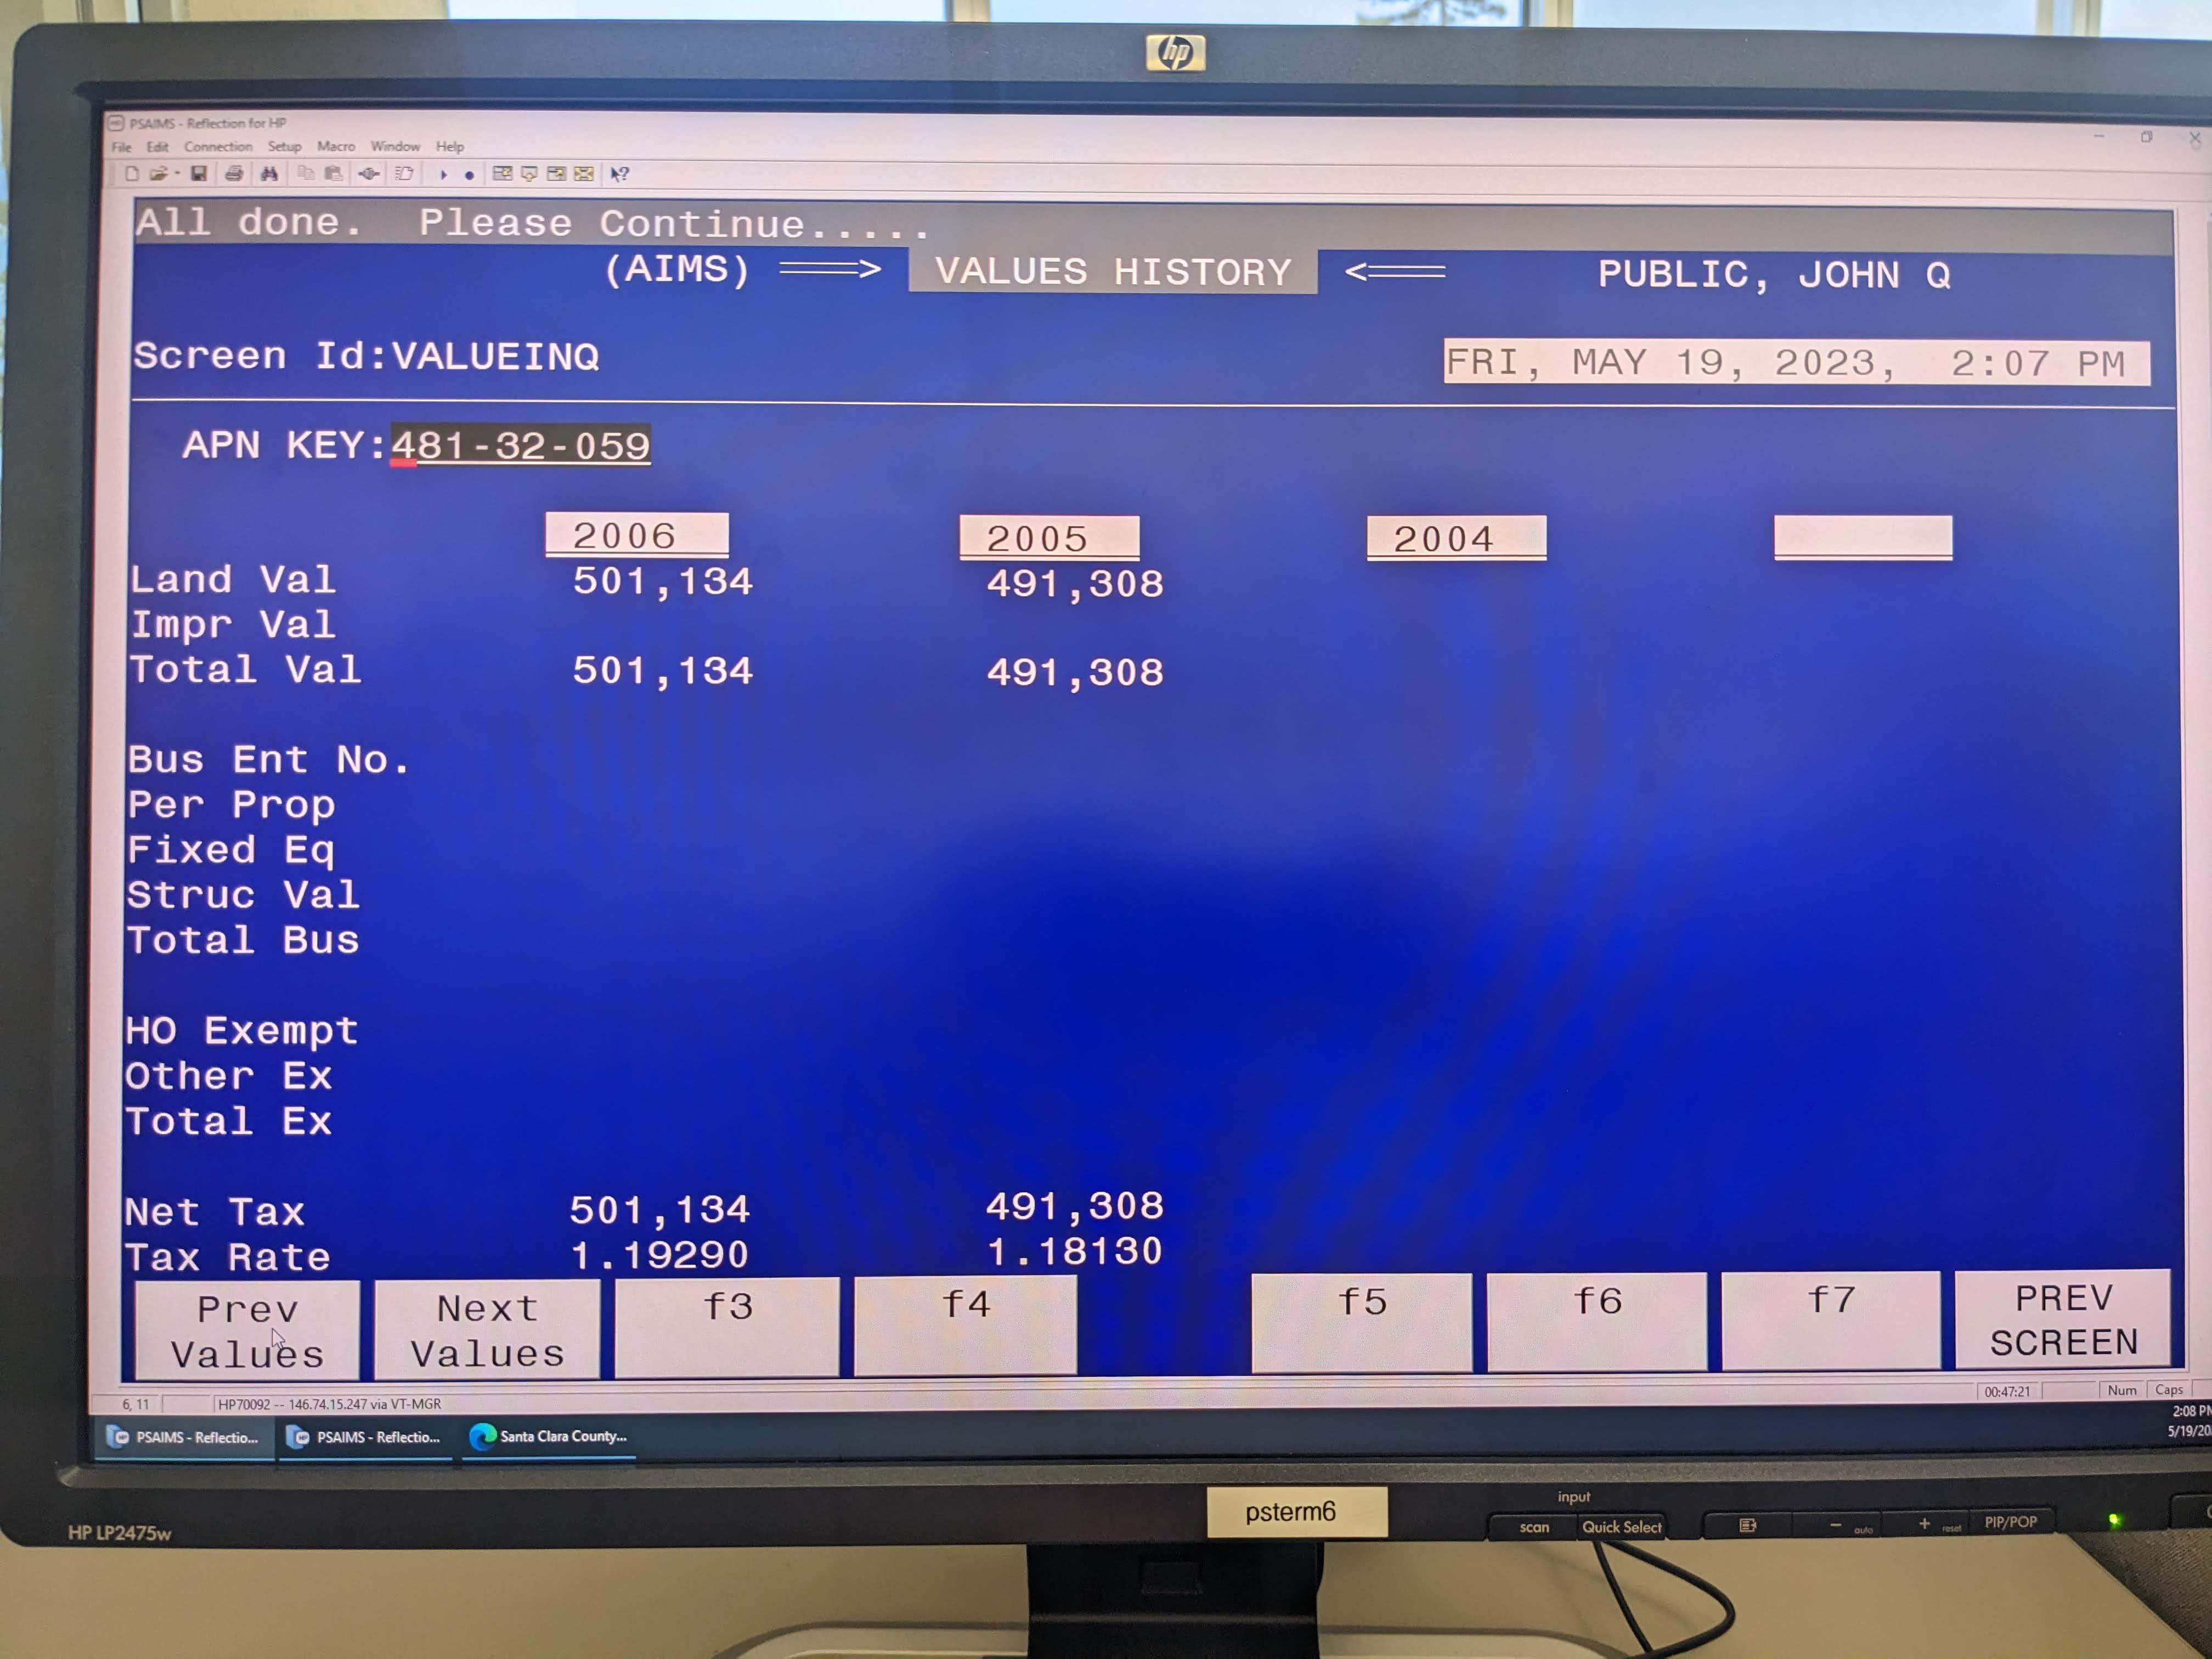 hp
PSAIMS - Reflection for HP
File Edit Connection Setup Macro Window Help
All done. Please Continue.....
(AIMS) ===> VALUES HISTORY <=== PUBLIC, JOHN Q
Screen Id:VALUEINQ FRI, MAY 19, 2023, 2:07 PM
APN KEY:481-32-059
2006 2005 2004
Land Val 501,134 491,308
Impr Val
Total Val 501,134 491,308
Bus Ent No.
Per Prop
Fixed Eq
Struc Val
Total Bus
HO Exempt
Other Ex
Total Ex
Net Tax 501,134 491,308
Tax Rate 1.19290 1.18130
Prev Values
Next Values
f3
f4
f5
f6
f7
PREV SCREEN
6, 11 HP70092 -- 146.74.15.247 via VT-MGR 00:47:21 Num Caps
PSAIMS - Reflectio... PSAIMS - Reflectio... Santa Clara County...
2:08 PM
5/19/20
HP LP2475w
psterm6
input
scan Quick Select - auto + reset PIP/POP